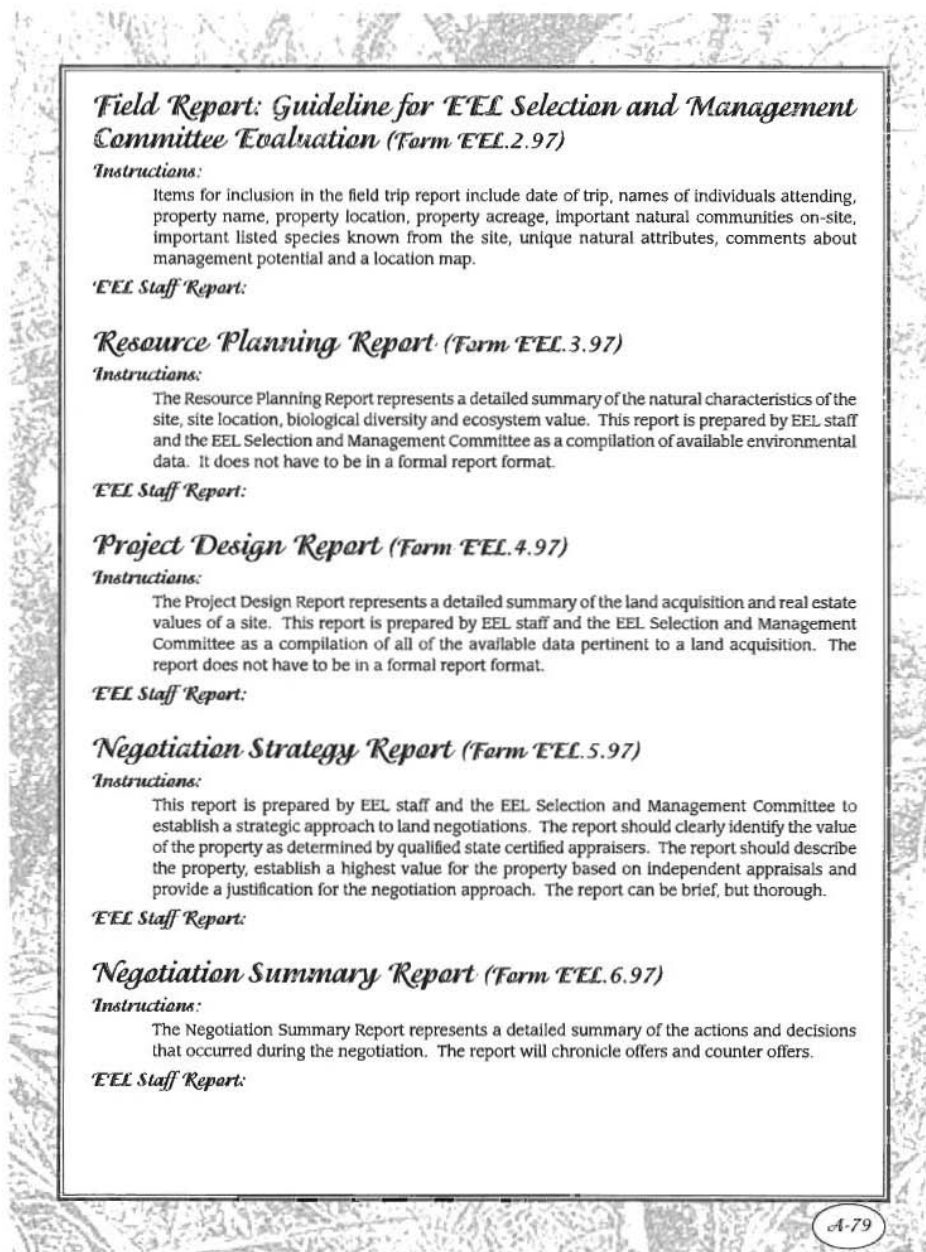 Field Report: Guideline for EEL Selection and Management
Committee Evaluation (Form EEL.2.97)
Instructions:
Items for inclusion in the field trip report include date of trip, names of individuals attending,
property name, property location, property acreage, important natural communities on-site,
important listed species known from the site, unique natural attributes, comments about
management potential and a location map.
EEL Staff Report:
Resource Planning Report (Form EEL.3.97)
Instructions:
The Resource Planning Report represents a detailed summary of the natural characteristics of the
site, site location, biological diversity and ecosystem value. This report is prepared by EEL staff
and the EEL Selection and Management Committee as a compilation of available environmental
data. It does not have to be in a formal report format.
EEL Staff Report:
Project Design Report (Form EEL.4.97)
Instructions:
The Project Design Report represents a detailed summary of the land acquisition and real estate
values of a site. This report is prepared by EEL staff and the EEL Selection and Management
Committee as a compilation of all of the available data pertinent to a land acquisition. The
report does not have to be in a formal report format.
EEL Staff Report:
Negotiation Strategy Report (Form EEL.5.97)
Instructions:
This report is prepared by EEL staff and the EEL Selection and Management Committee to
establish a strategic approach to land negotiations. The report should clearly identify the value
of the property as determined by qualified state certified appraisers. The report should describe
the property, establish a highest value for the property based on independent appraisals and
provide a justification for the negotiation approach. The report can be brief, but thorough.
EEL Staff Report:
Negotiation Summary Report (Form EEL.6.97)
Instructions:
The Negotiation Summary Report represents a detailed summary of the actions and decisions
that occurred during the negotiation. The report will chronicle offers and counter offers.
EEL Staff Report:
A-79